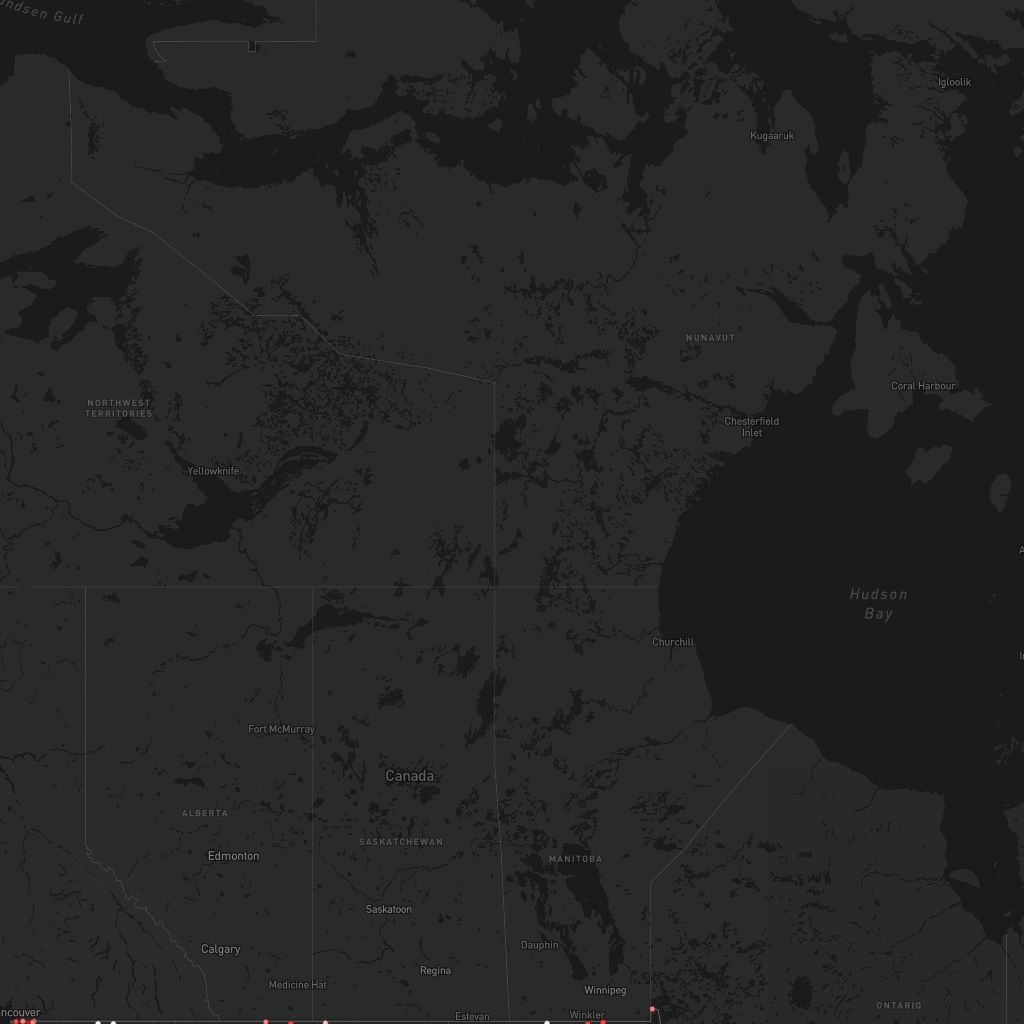 ndsen Gulf
Igloolik
Kugaaruk
NUNAVUT
Coral Harbour
NORTHWEST
TERRITORIES
Chesterfield
Inlet
Yellowknife
Hudson
Bay
Churchill
Fort McMurray
Canada
ALBERTA
SASKATCHEWAN
Edmonton
MANITOBA
Saskatoon
Dauphin
Calgary
Regina
Medicine Hat
Winnipeg
ONTARIO
ncouver
Estevan
Winkler